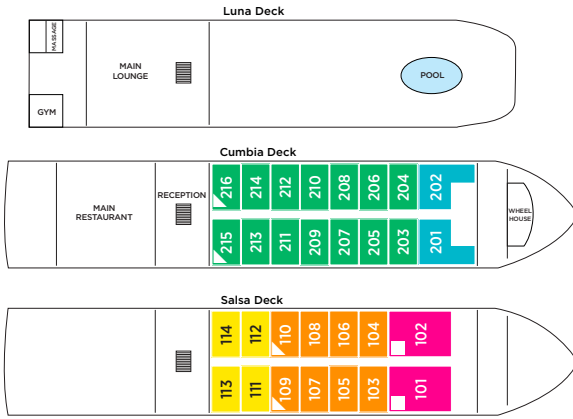 Luna Deck
MASSAGE
MAIN
LOUNGE
POOL
GYM
Cumbia Deck
216 214 212 210 208 206 204 202
MAIN
RESTAURANT
RECEPTION
WHEEL
HOUSE
215 213 211 209 207 205 203 201
Salsa Deck
114 112 110 108 106 104 102
113 111 109 107 105 103 101